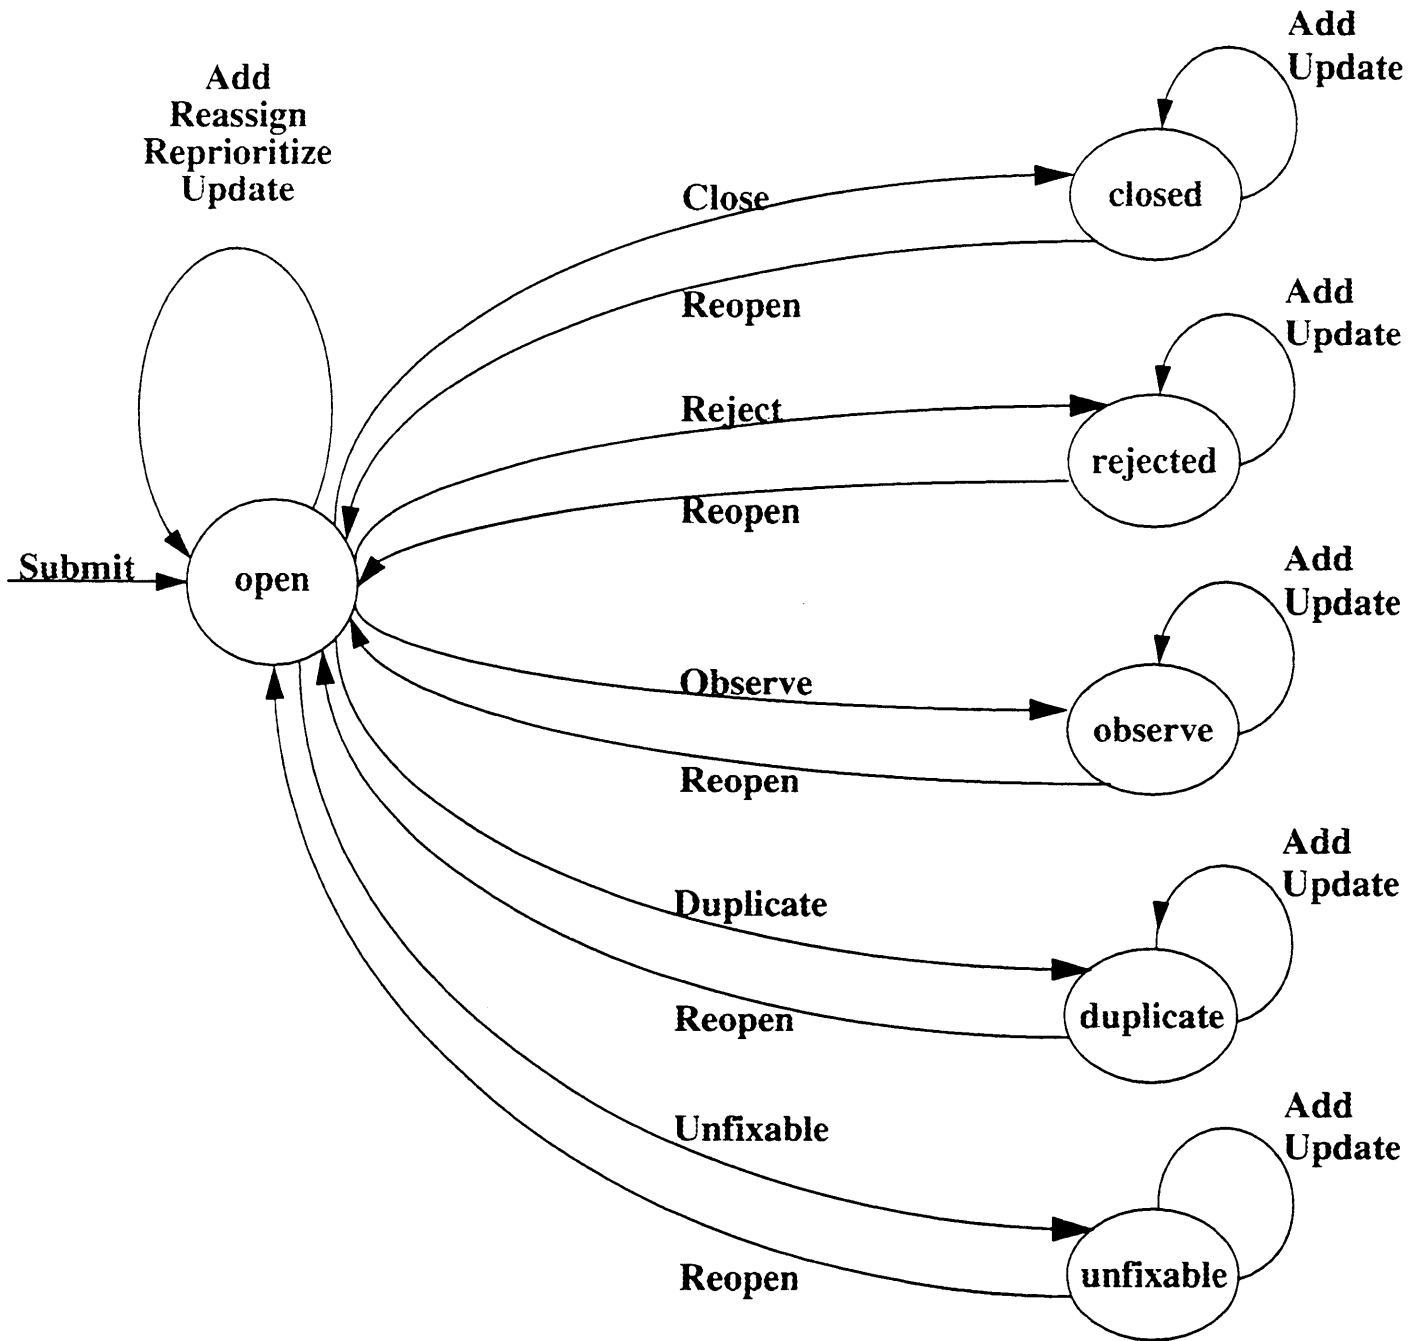 Add
Update
Add
Reassign
Reprioritize
Update
Close
closed
Reopen
Add
Update
Reject
rejected
Reopen
Submit
open
Add
Update
Observe
observe
Reopen
Add
Update
Duplicate
duplicate
Reopen
Add
Update
Unfixable
unfixable
Reopen